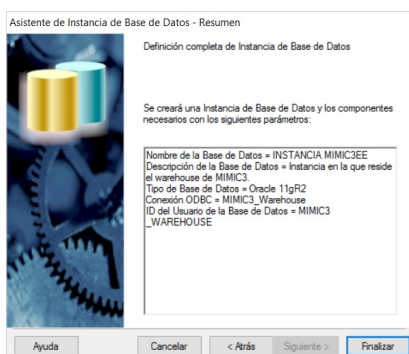 Asistente de Instancia de Base de Datos - Resumen
Definición completa de Instancia de Base de Datos
Se creará una Instancia de Base de Datos y los componentes
necesarios con los siguientes parámetros:
Nombre de la Base de Datos = INSTANCIA MIMIC3EE
Descripción de la Base de Datos = Instancia en la que reside
el warehouse de MIMIC3.
Tipo de Base de Datos = Oracle 11gR2
Conexión ODBC = MIMIC3_Warehouse
ID del Usuario de la Base de Datos = MIMIC3
_WAREHOUSE
Ayuda Cancelar < Atrás Siguiente > Finalizar